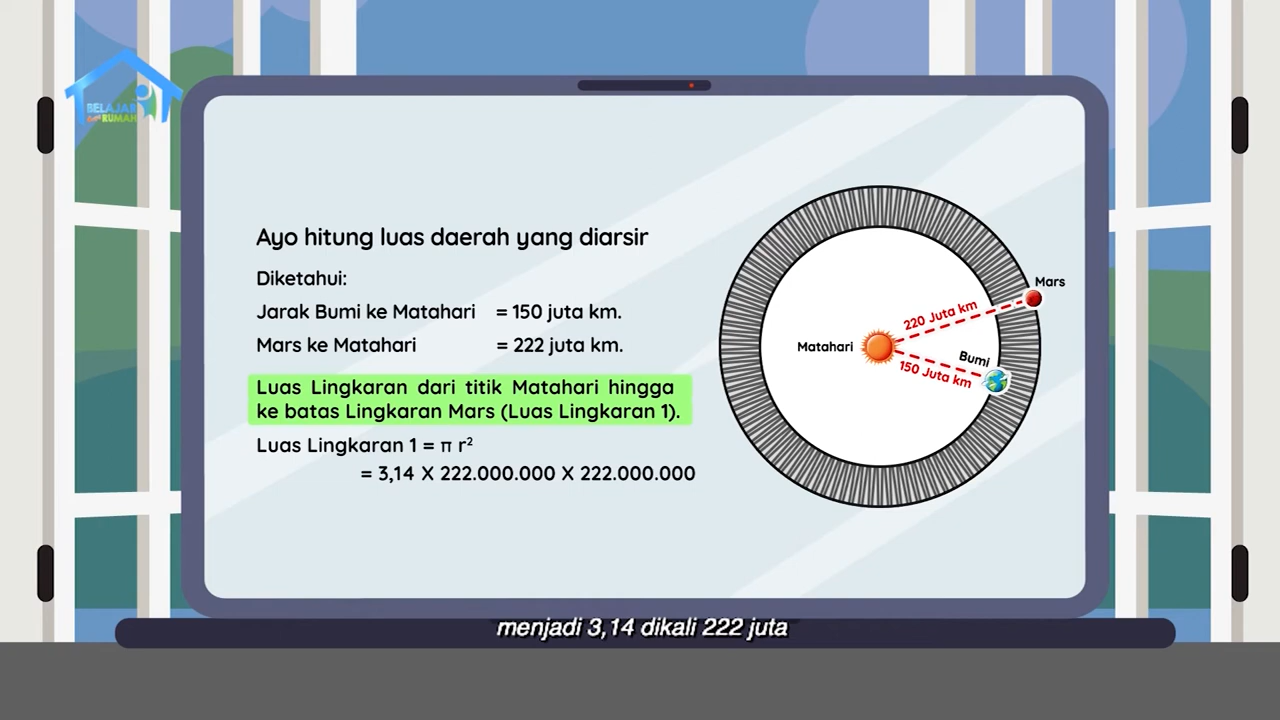 BELAJAR
dari RUMAH
Ayo hitung luas daerah yang diarsir
Diketahui:
Jarak Bumi ke Matahari = 150 juta km.
Mars ke Matahari = 222 juta km.
Luas Lingkaran dari titik Matahari hingga
ke batas Lingkaran Mars (Luas Lingkaran 1).
Luas Lingkaran 1 = π r²
= 3,14 X 222.000.000 X 222.000.000
Mars
220 Juta km
Matahari
Bumi
150 Juta km
menjadi 3,14 dikali 222 juta